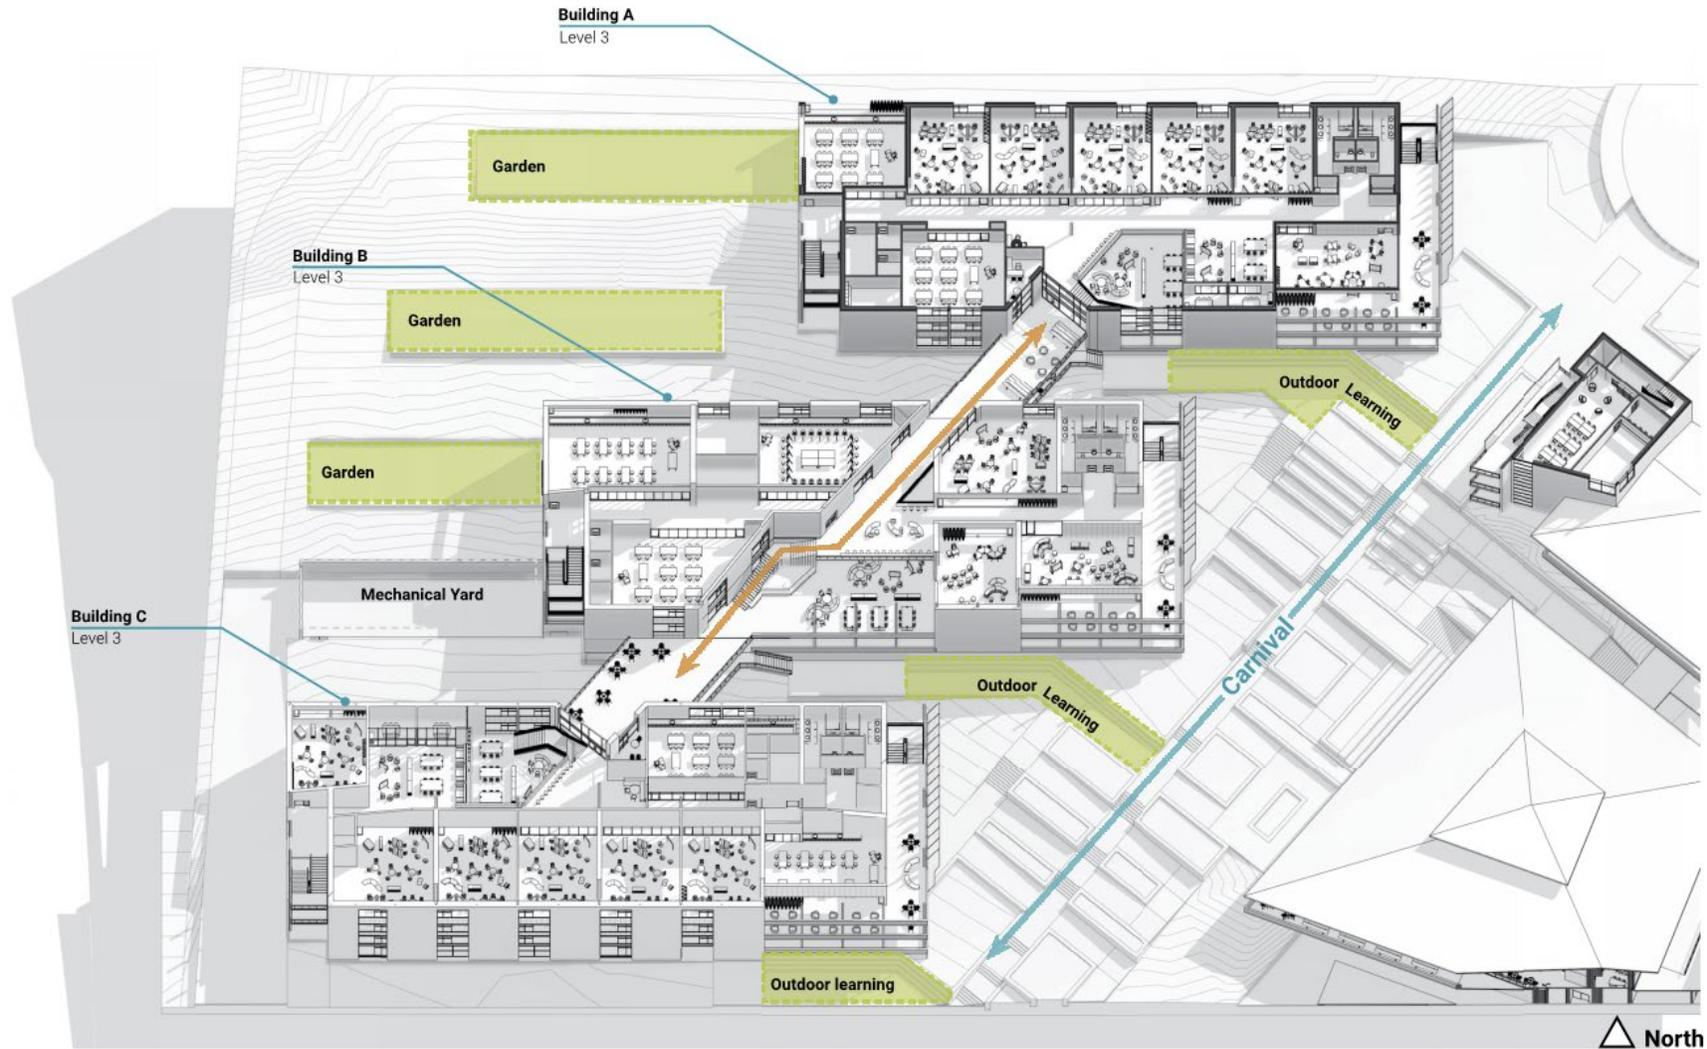 Building A
Level 3
Garden
Building B
Level 3
Garden
Outdoor Learning
Garden
Mechanical Yard
Building C
Level 3
Carnival
Outdoor Learning
Outdoor learning
North